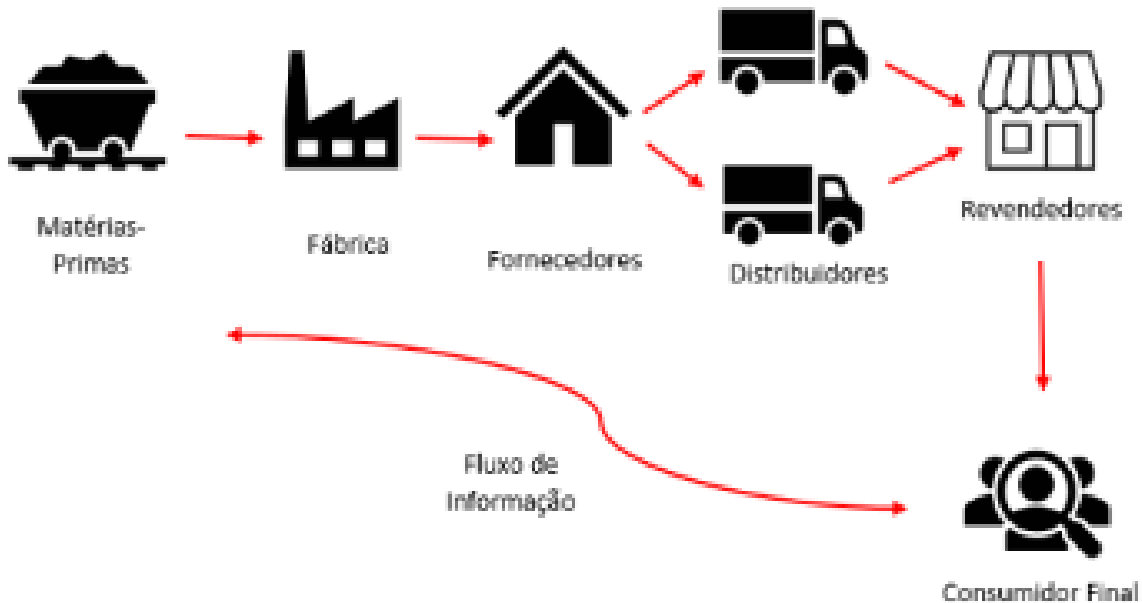 Matérias-
Primas
Fábrica
Fornecedores
Distribuidores
Revendedores
Fluxo de
Informação
Consumidor Final